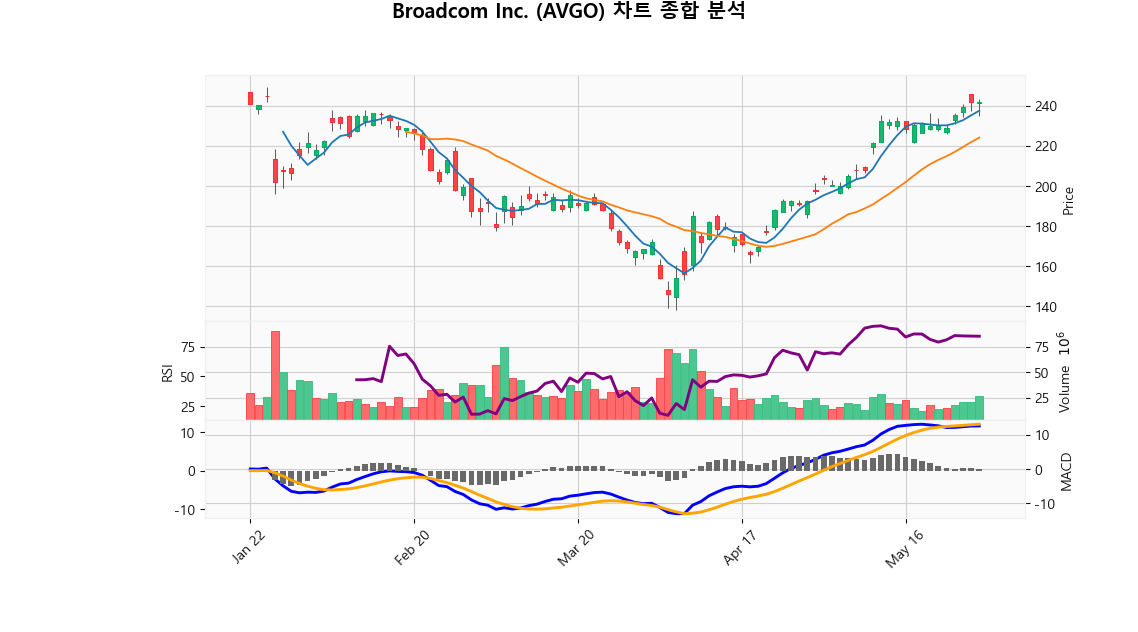 Broadcom Inc. (AVGO) 차트 종합 분석
240
220
200
180
160
140
Price
75
50
25
RSI
75
50
25
Volume 10^6
10
0
-10
10
0
-10
MACD
Jan 22
Feb 20
Mar 20
Apr 17
May 16